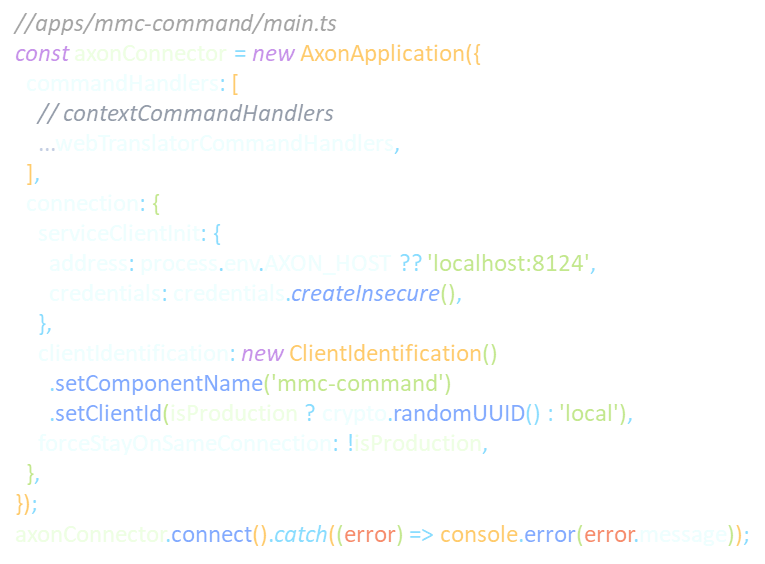 //apps/mmc-command/main.ts
const axonConnector = new AxonApplication({
commandHandlers: [
// contextCommandHandlers
...webTranslatorCommandHandlers,
],
connection: {
serviceClientInit: {
address: process.env.AXON_HOST ?? 'localhost:8124',
credentials: credentials.createInsecure(),
},
clientIdentification: new ClientIdentification()
.setComponentName('mmc-command')
.setClientId(isProduction ? crypto.randomUUID() : 'local'),
forceStayOnSameConnection: !isProduction,
},
});
axonConnector.connect().catch((error) => console.error(error.message));